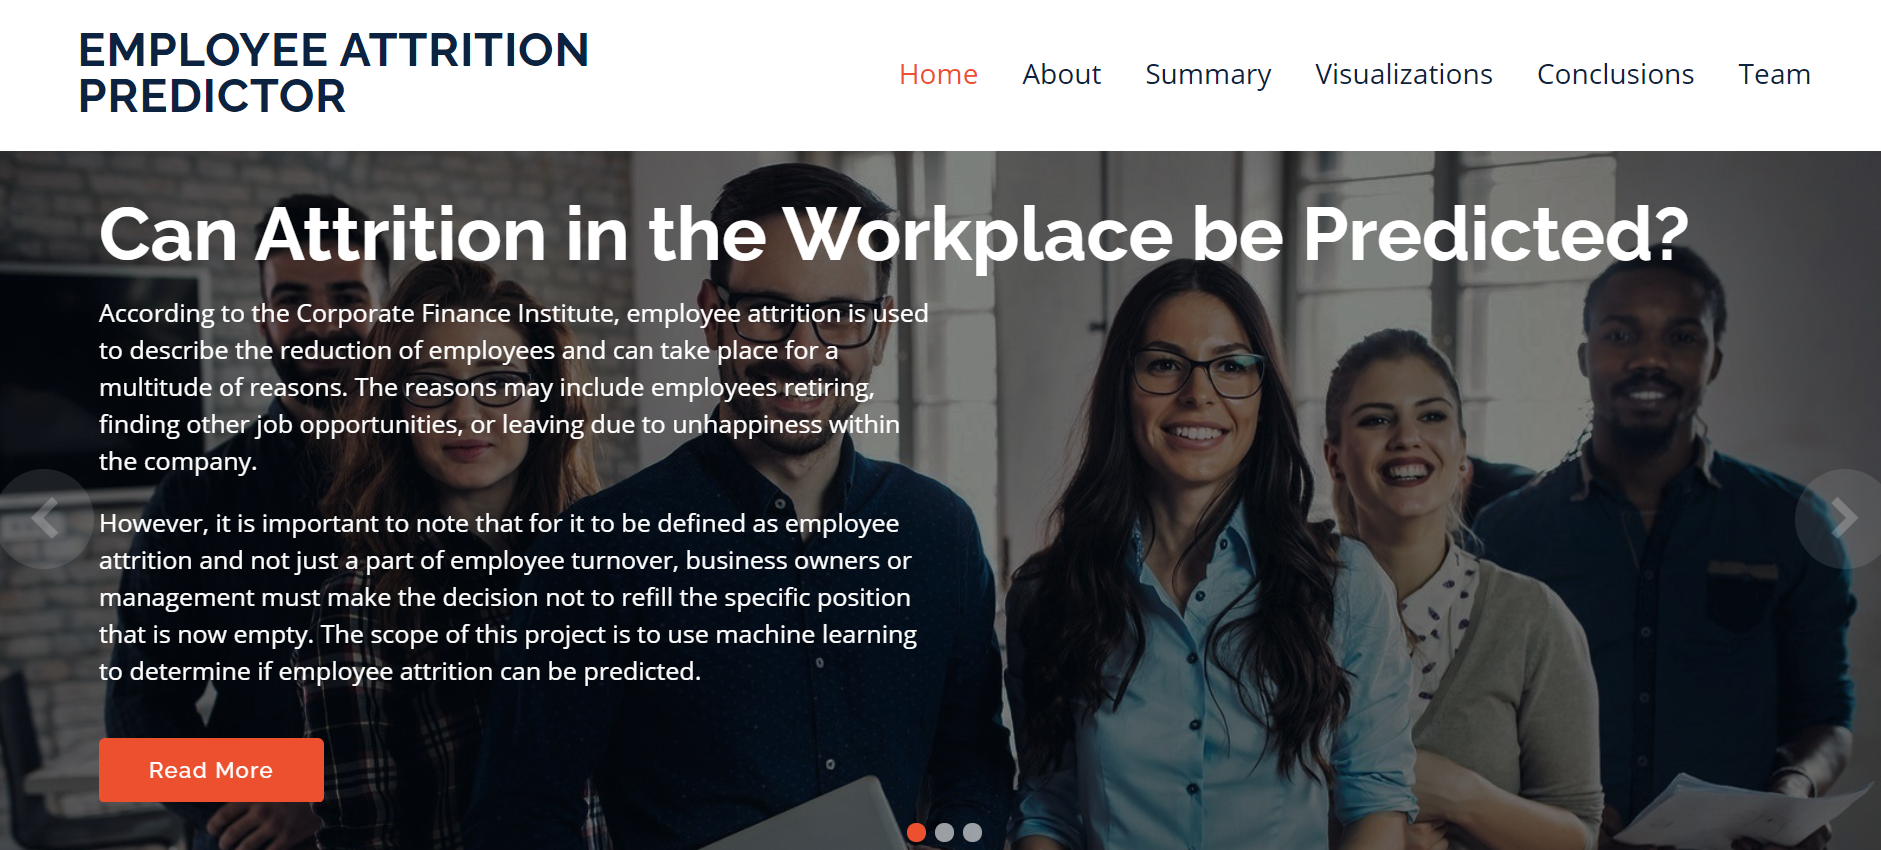 EMPLOYEE ATTRITION
PREDICTOR
Home About Summary Visualizations Conclusions Team
Can Attrition in the Workplace be Predicted?
According to the Corporate Finance Institute, employee attrition is used
to describe the reduction of employees and can take place for a
multitude of reasons. The reasons may include employees retiring,
finding other job opportunities, or leaving due to unhappiness within
the company.
However, it is important to note that for it to be defined as employee
attrition and not just a part of employee turnover, business owners or
management must make the decision not to refill the specific position
that is now empty. The scope of this project is to use machine learning
to determine if employee attrition can be predicted.
Read More